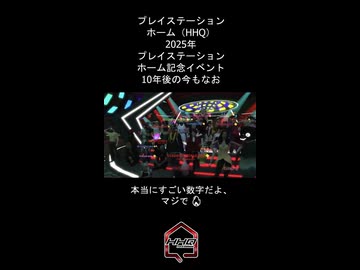 プレイステーション
ホーム（HHQ）
2025年
プレイステーション
ホーム記念イベント
10年後の今もなお
本当にすごい数字だよ、
マジで
HHQ